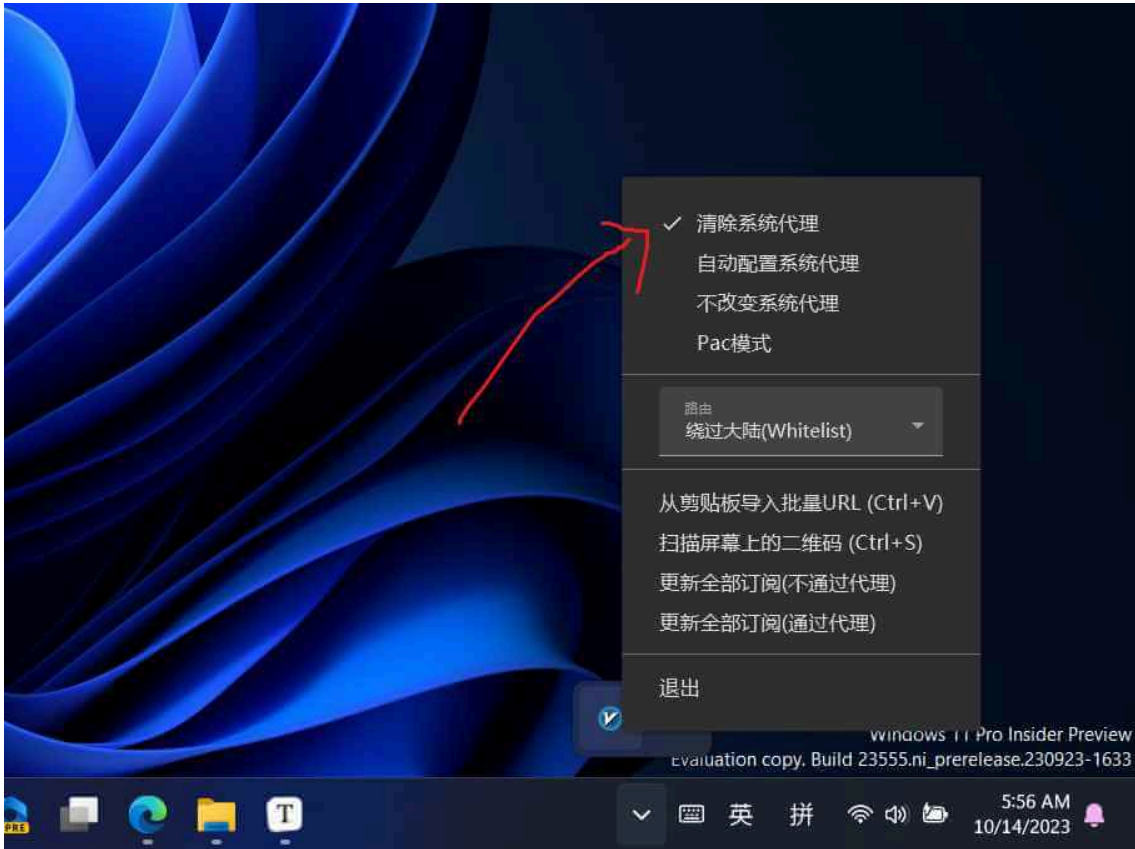 清除系统代理
自动配置系统代理
不改变系统代理
Pac模式
路由
绕过大陆(Whitelist)
从剪贴板导入批量URL (Ctrl+V)
扫描屏幕上的二维码 (Ctrl+S)
更新全部订阅(不通过代理)
更新全部订阅(通过代理)
退出
Windows 11 Pro Insider Preview
Evaluation copy. Build 23555.ni_prerelease.230923-1633
PRE
T
英
拼
5:56 AM
10/14/2023